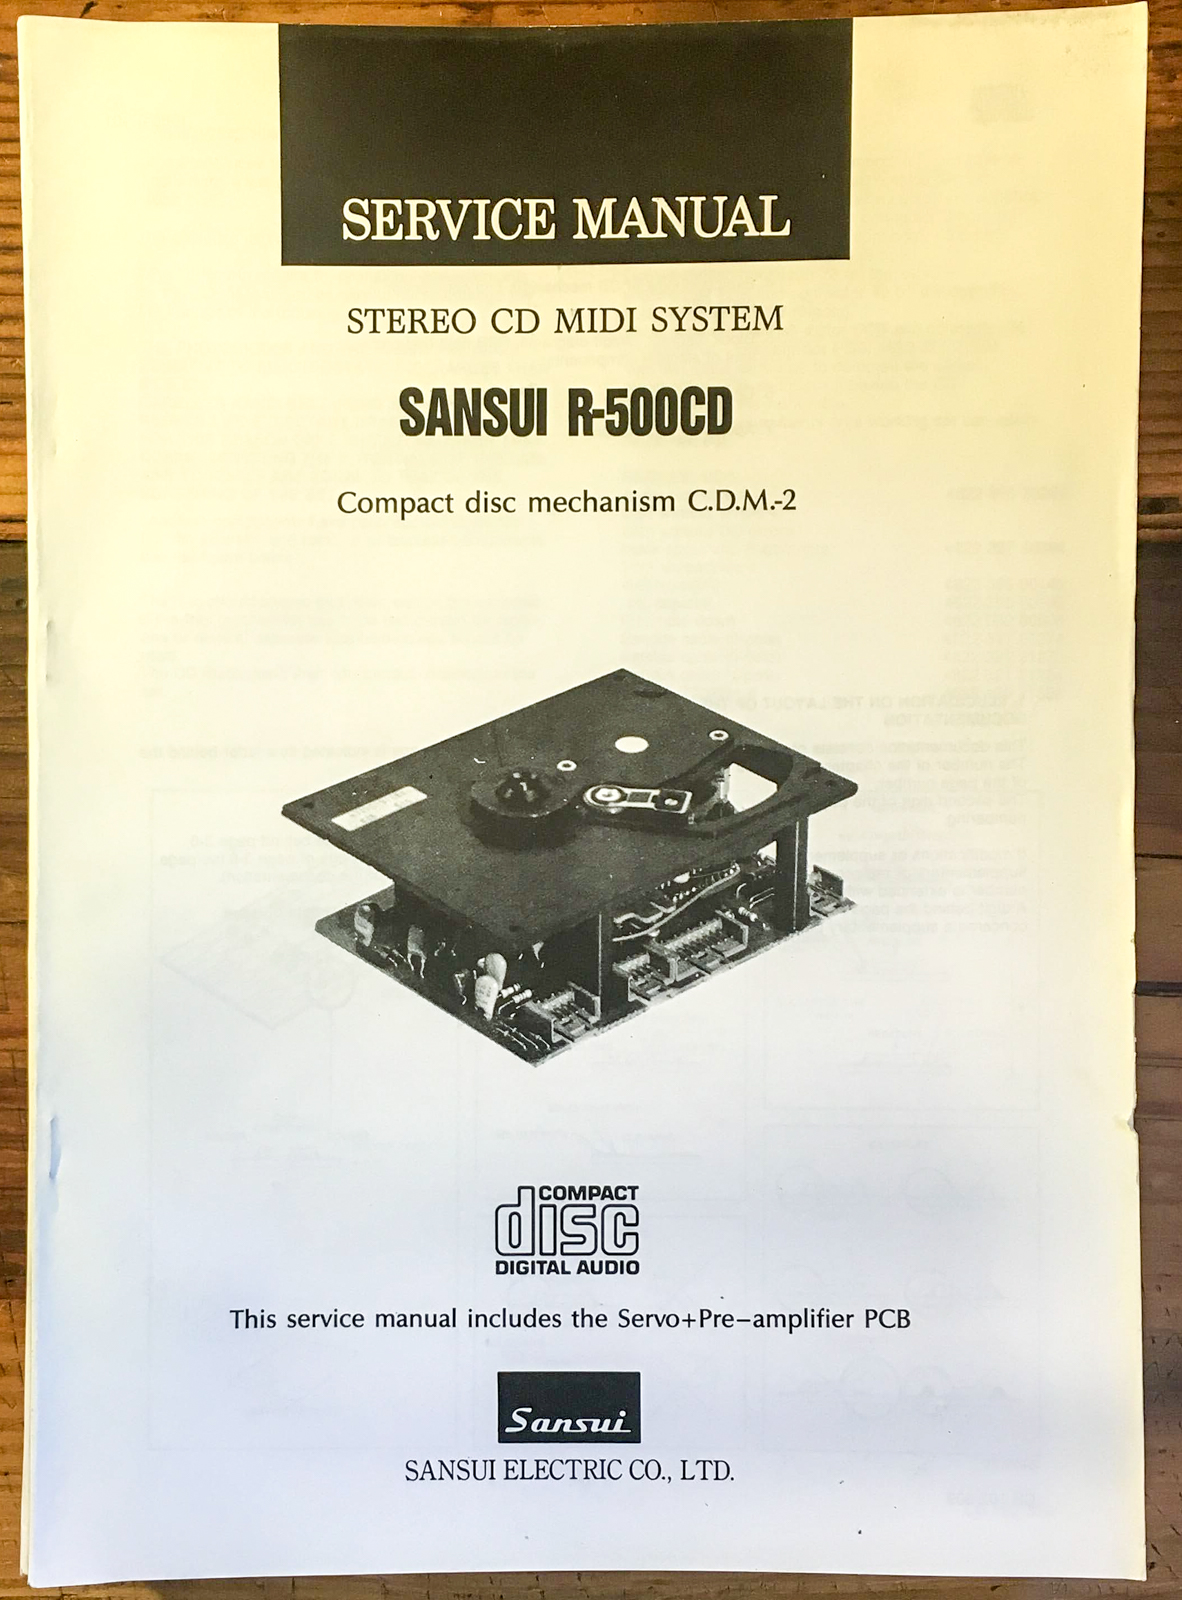 SERVICE MANUAL
STEREO CD MIDI SYSTEM
SANSUI R-500CD
Compact disc mechanism C.D.M.-2
COMPACT
disc
DIGITAL AUDIO
This service manual includes the Servo+Pre-amplifier PCB
Sansui
SANSUI ELECTRIC CO., LTD.